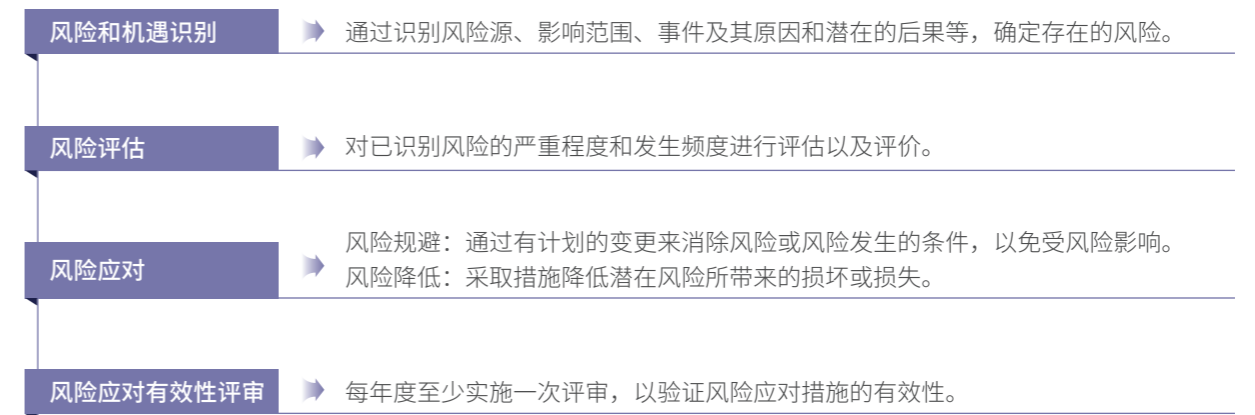 风险和机遇识别
通过识别风险源、影响范围、事件及其原因和潜在的后果等，确定存在的风险。
风险评估
对已识别风险的严重程度和发生频度进行评估以及评价。
风险应对
风险规避：通过有计划的变更来消除风险或风险发生的条件，以免受风险影响。
风险降低：采取措施降低潜在风险所带来的损坏或损失。
风险应对有效性评审
每年度至少实施一次评审，以验证风险应对措施的有效性。